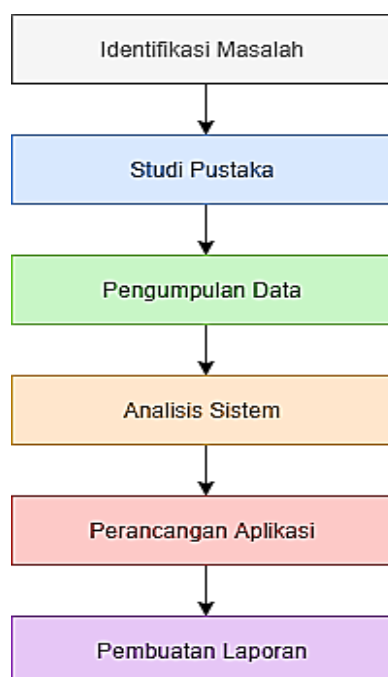 Identifikasi Masalah
Studi Pustaka
Pengumpulan Data
Analisis Sistem
Perancangan Aplikasi
Pembuatan Laporan